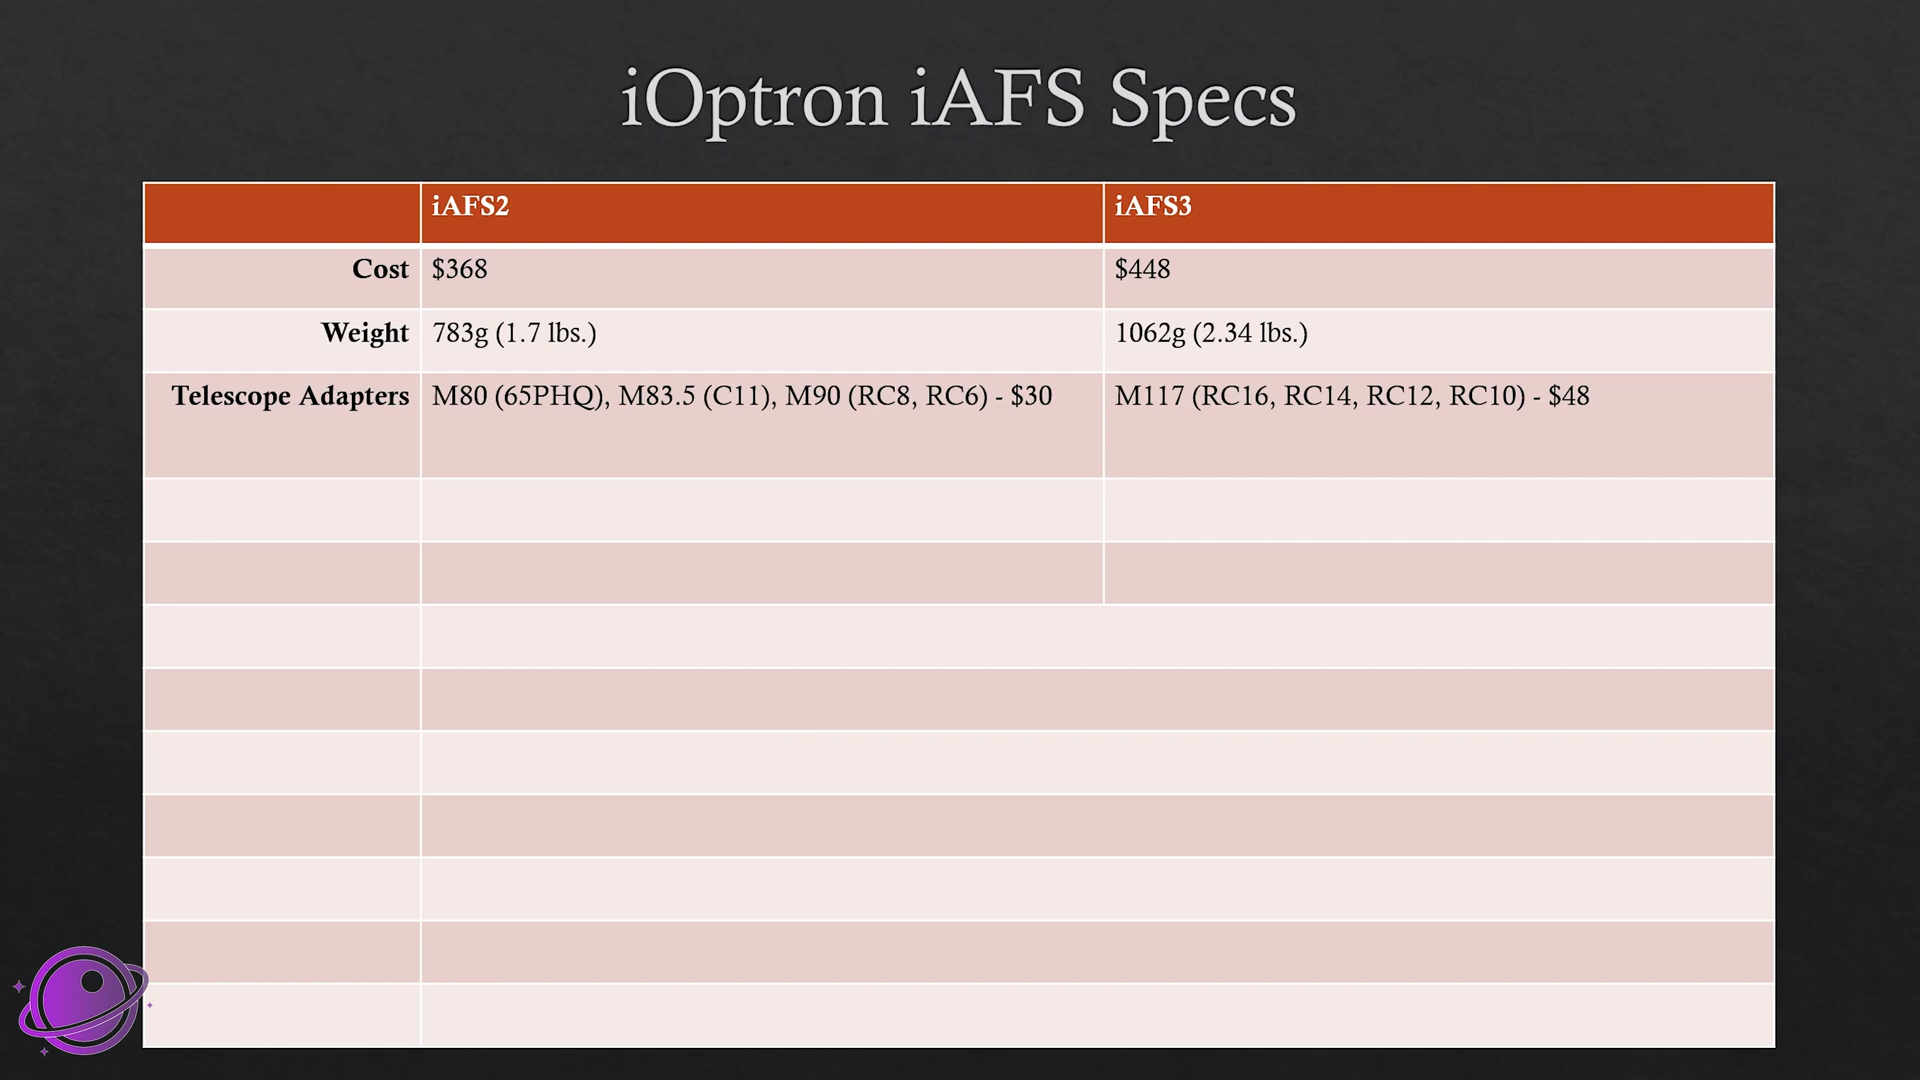 iOptron iAFS Specs
iAFS2 iAFS3
Cost $368 $448
Weight 783g (1.7 lbs.) 1062g (2.34 lbs.)
Telescope Adapters M80 (65PHQ), M83.5 (C11), M90 (RC8, RC6) - $30 M117 (RC16, RC14, RC12, RC10) - $48